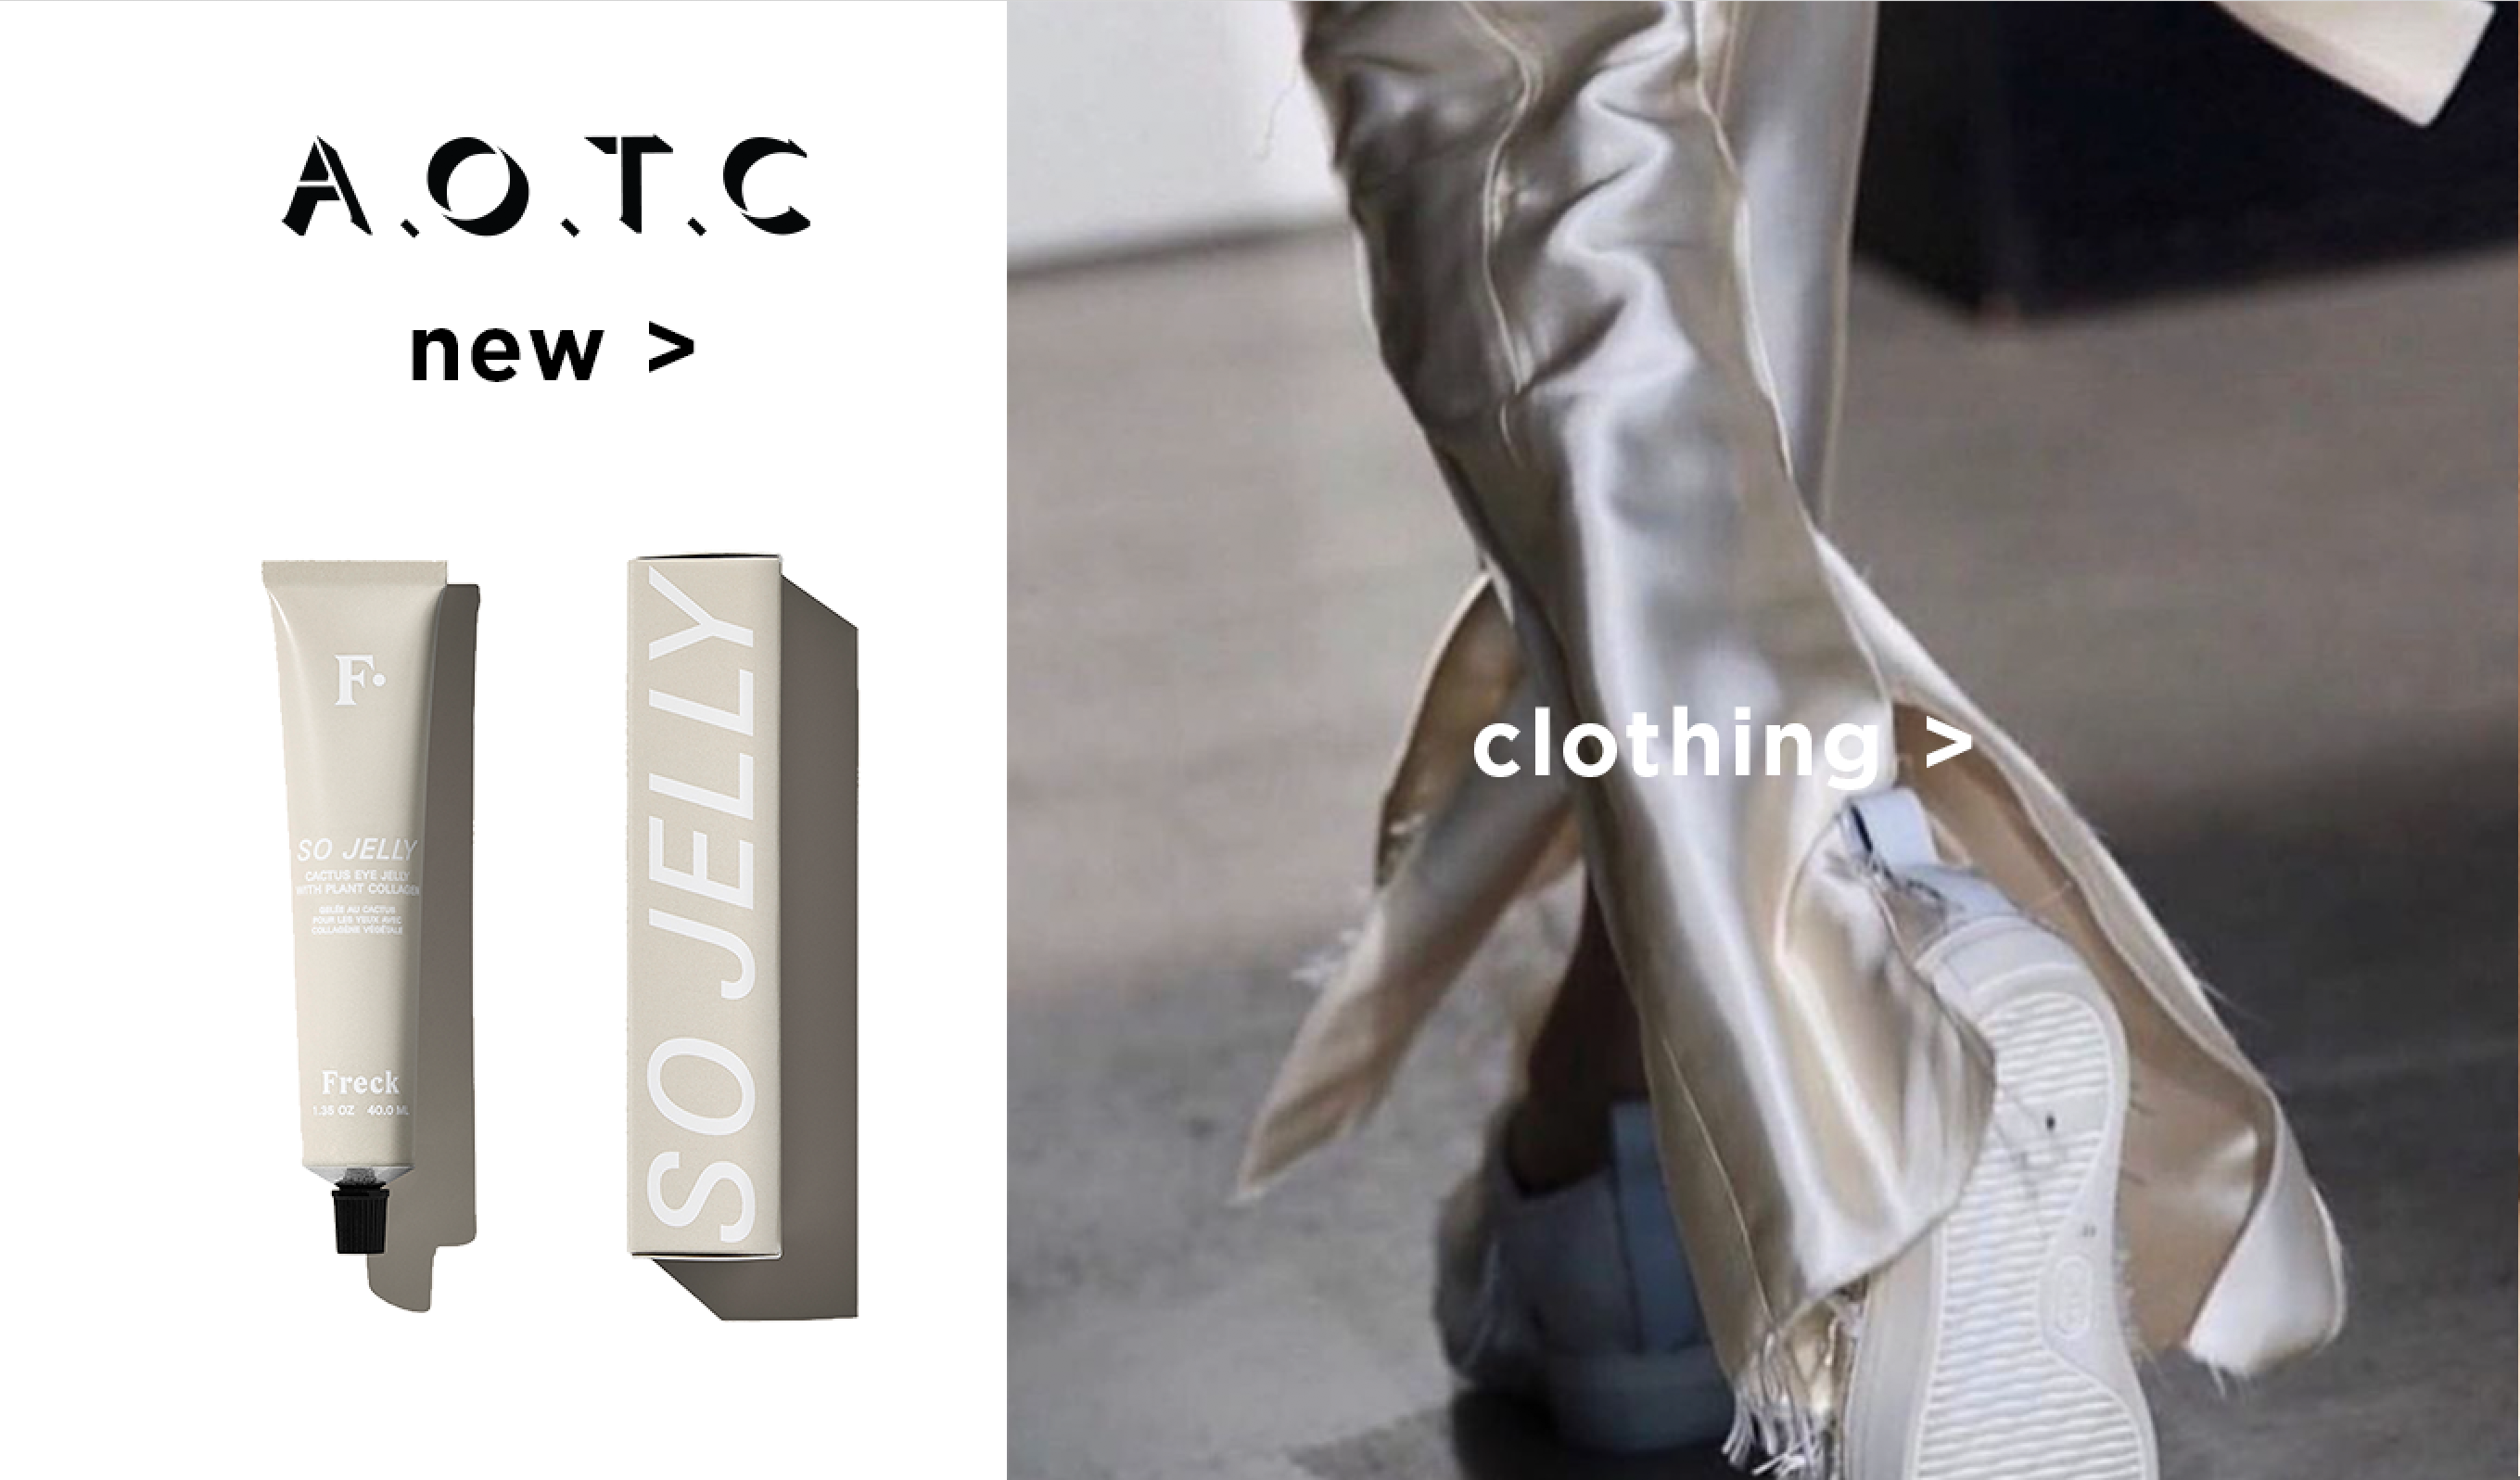 A.O.T.C
new >
F.
SO JELLY
CACTUS EYE JELLY
WITH PLANT COLLAGEN
GELÉE AU CACTUS
POUR LES YEUX AVEC
COLLAGÈNE VÉGÉTALE
Freck
1.35 OZ 40.0 ML
SO JELLY
clothing >